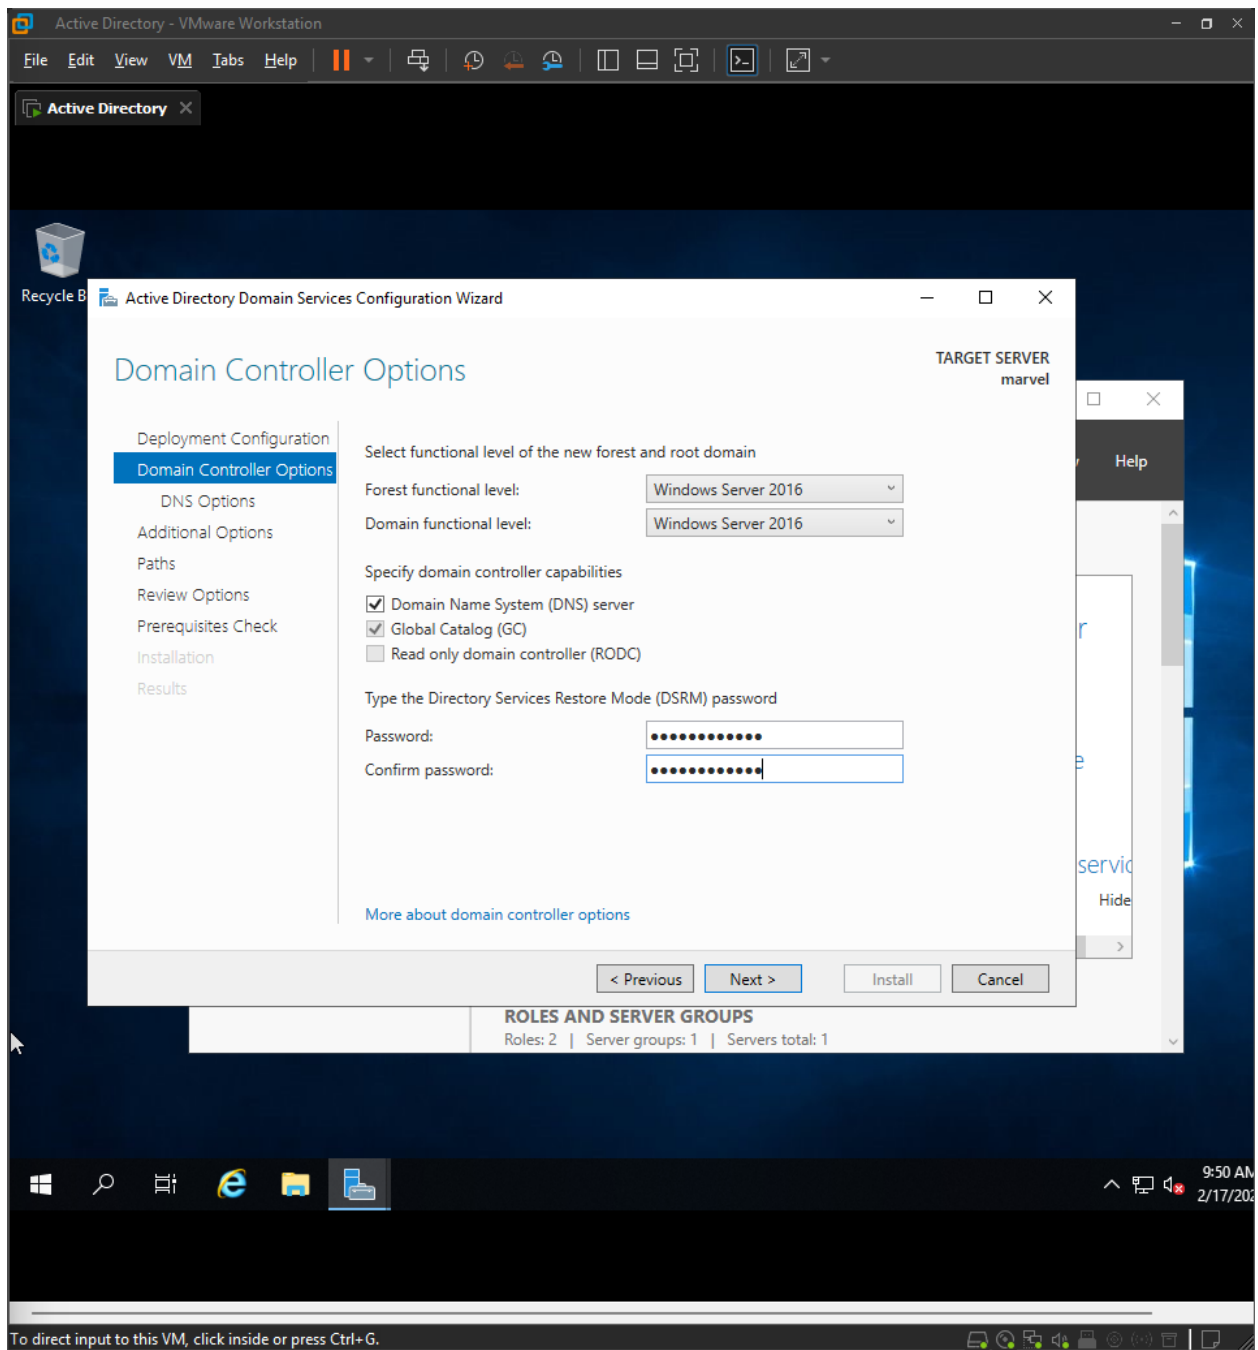 Active Directory - VMware Workstation
File Edit View VM Tabs Help
Active Directory
Recycle B
Active Directory Domain Services Configuration Wizard
Domain Controller Options
TARGET SERVER
marvel
Deployment Configuration
Domain Controller Options
DNS Options
Additional Options
Paths
Review Options
Prerequisites Check
Installation
Results
Select functional level of the new forest and root domain
Forest functional level: Windows Server 2016
Domain functional level: Windows Server 2016
Specify domain controller capabilities
Domain Name System (DNS) server
Global Catalog (GC)
Read only domain controller (RODC)
Type the Directory Services Restore Mode (DSRM) password
Password: ●●●●●●●●●●●●
Confirm password: ●●●●●●●●●●●●
More about domain controller options
< Previous Next > Install Cancel
Help
r
e
servic
Hide
ROLES AND SERVER GROUPS
Roles: 2 | Server groups: 1 | Servers total: 1
9:50 AM
2/17/202
To direct input to this VM, click inside or press Ctrl+G.